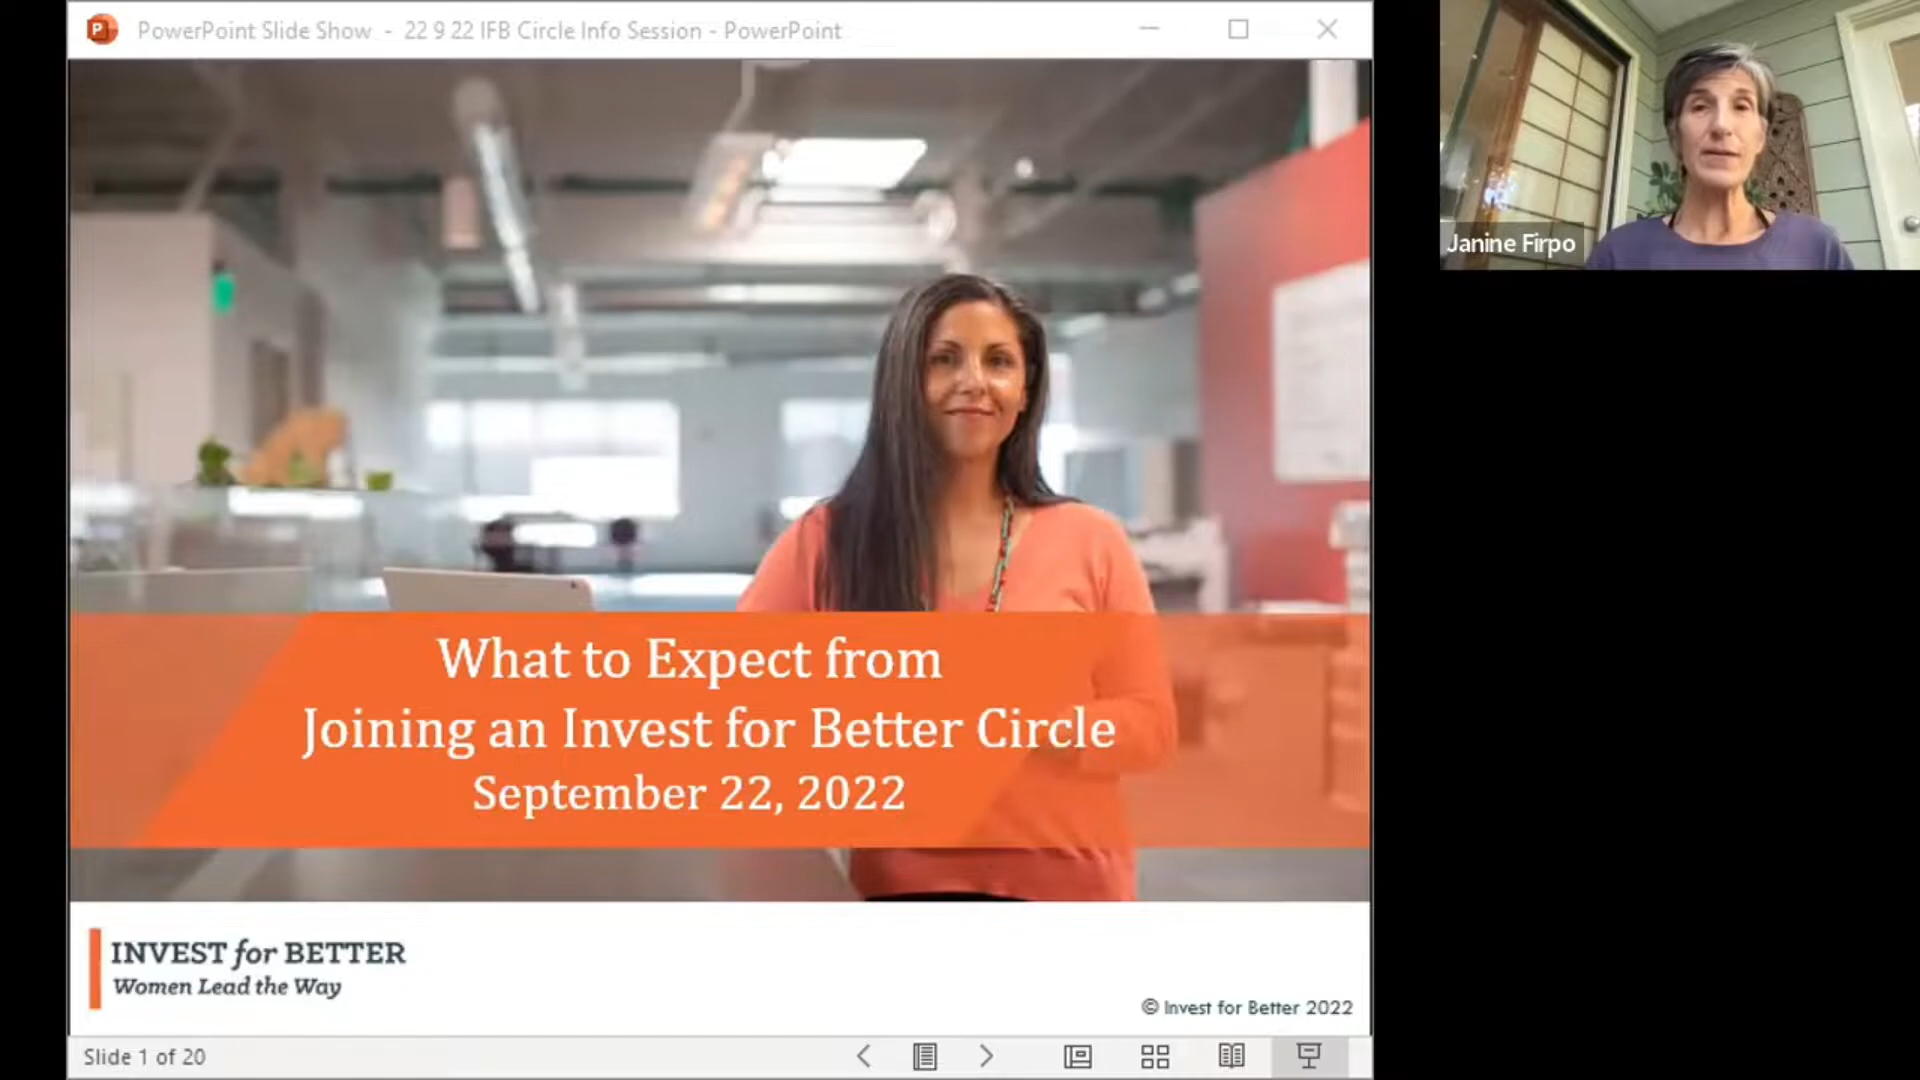 PowerPoint Slide Show - 22 9 22 IFB Circle Info Session - PowerPoint
Janine Firpo
What to Expect from
Joining an Invest for Better Circle
September 22, 2022
INVEST for BETTER
Women Lead the Way
© Invest for Better 2022
Slide 1 of 20